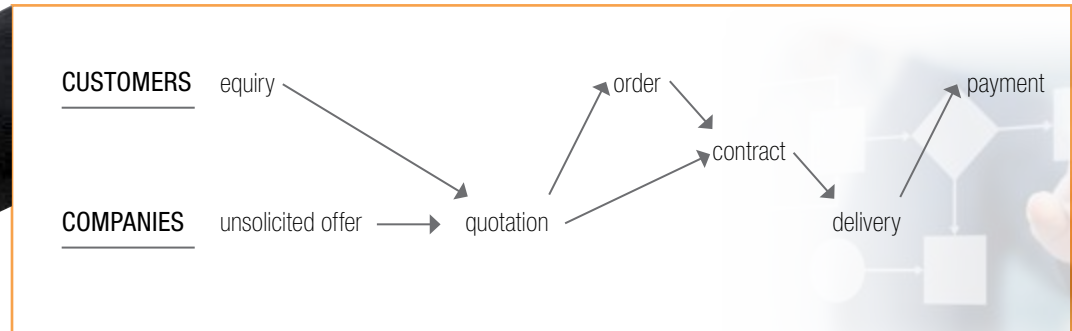 CUSTOMERS equiry order payment
contract
COMPANIES unsolicited offer quotation delivery